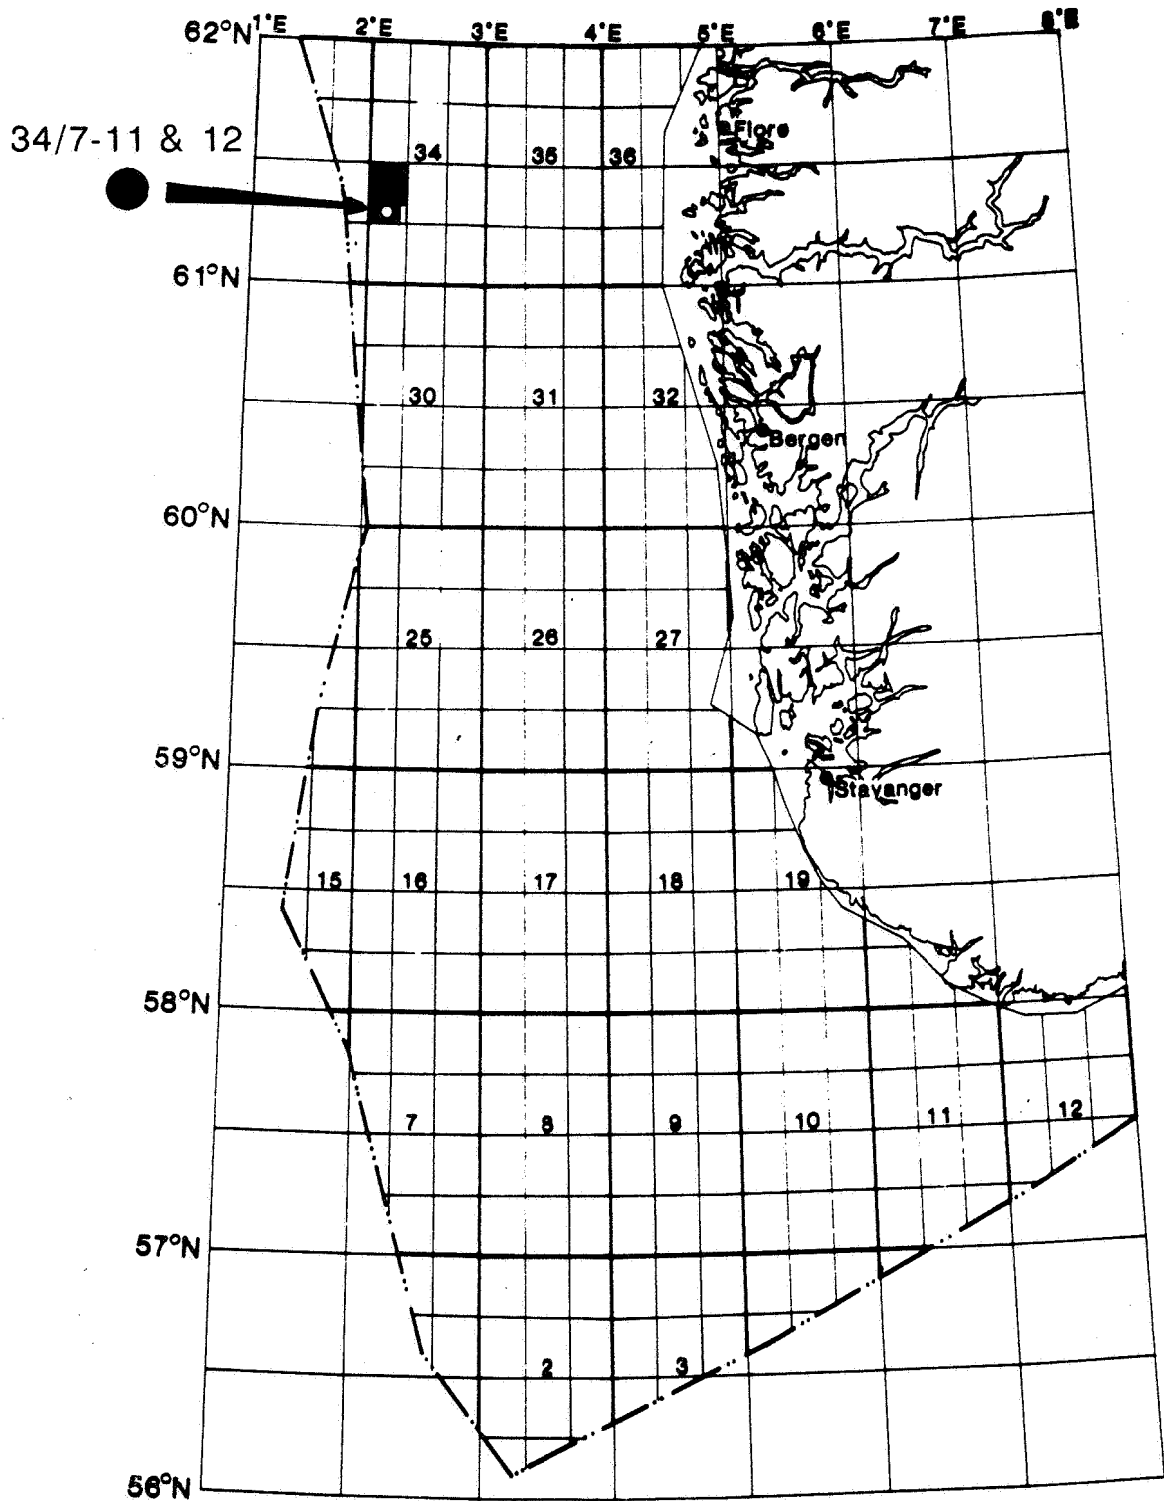 62°N 1°E 2°E 3°E 4°E 5°E 6°E 7°E 8°E
Florø
34/7-11 & 12
34 35 36
61°N
30 31 32
Bergen
60°N
25 26 27
59°N
Stavanger
15 16 17 18 19
58°N
7 8 9 10 11 12
57°N
2 3
56°N